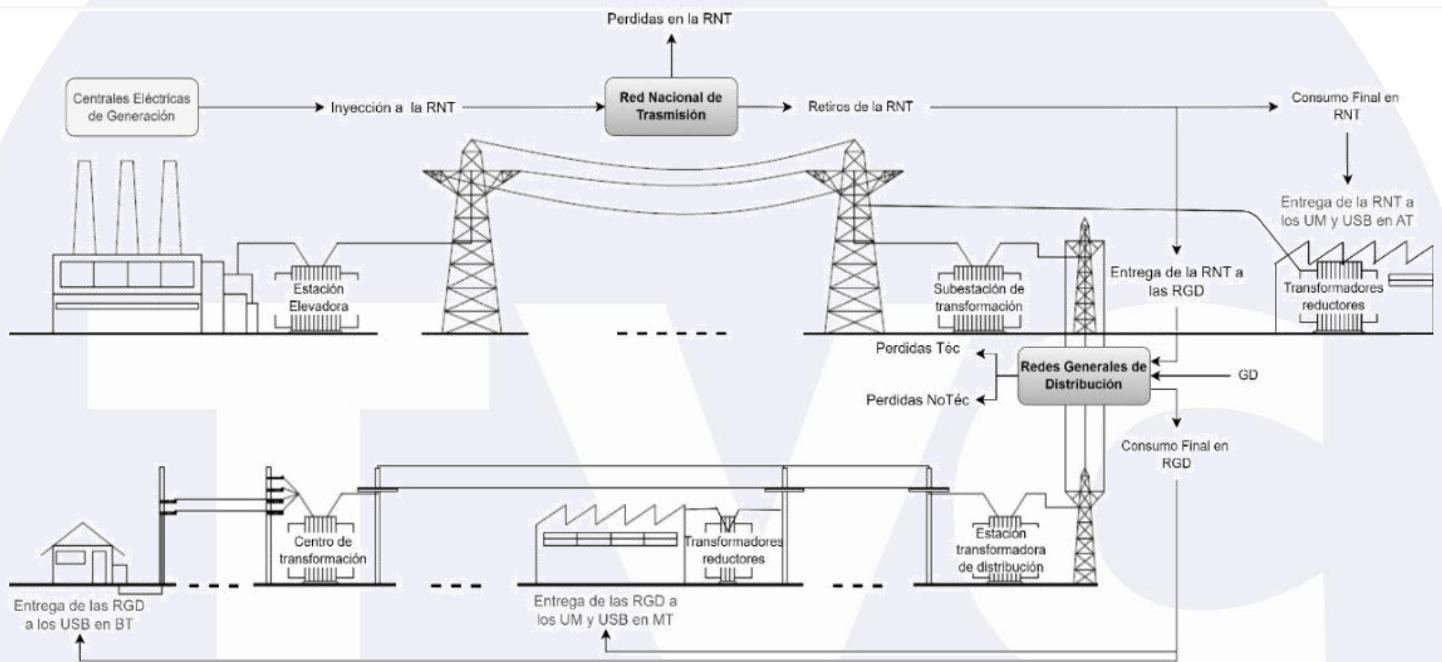 Perdidas en la RNT
Centrales Eléctricas
de Generación
Inyección a la RNT
Red Nacional de
Trasmisión
Retiros de la RNT
Consumo Final en
RNT
Entrega de la RNT a
los UM y USB en AT
Estación
Elevadora
Subestación de
transformación
Entrega de la RNT a
las RGD
Transformadores
reductores
Perdidas Téc
Perdidas NoTéc
Redes Generales de
Distribución
GD
Consumo Final en
RGD
Centro de
transformación
Transformadores
reductores
Estación
transformadora
de distribución
Entrega de las RGD
a los USB en BT
Entrega de las RGD a
los UM y USB en MT
TVC